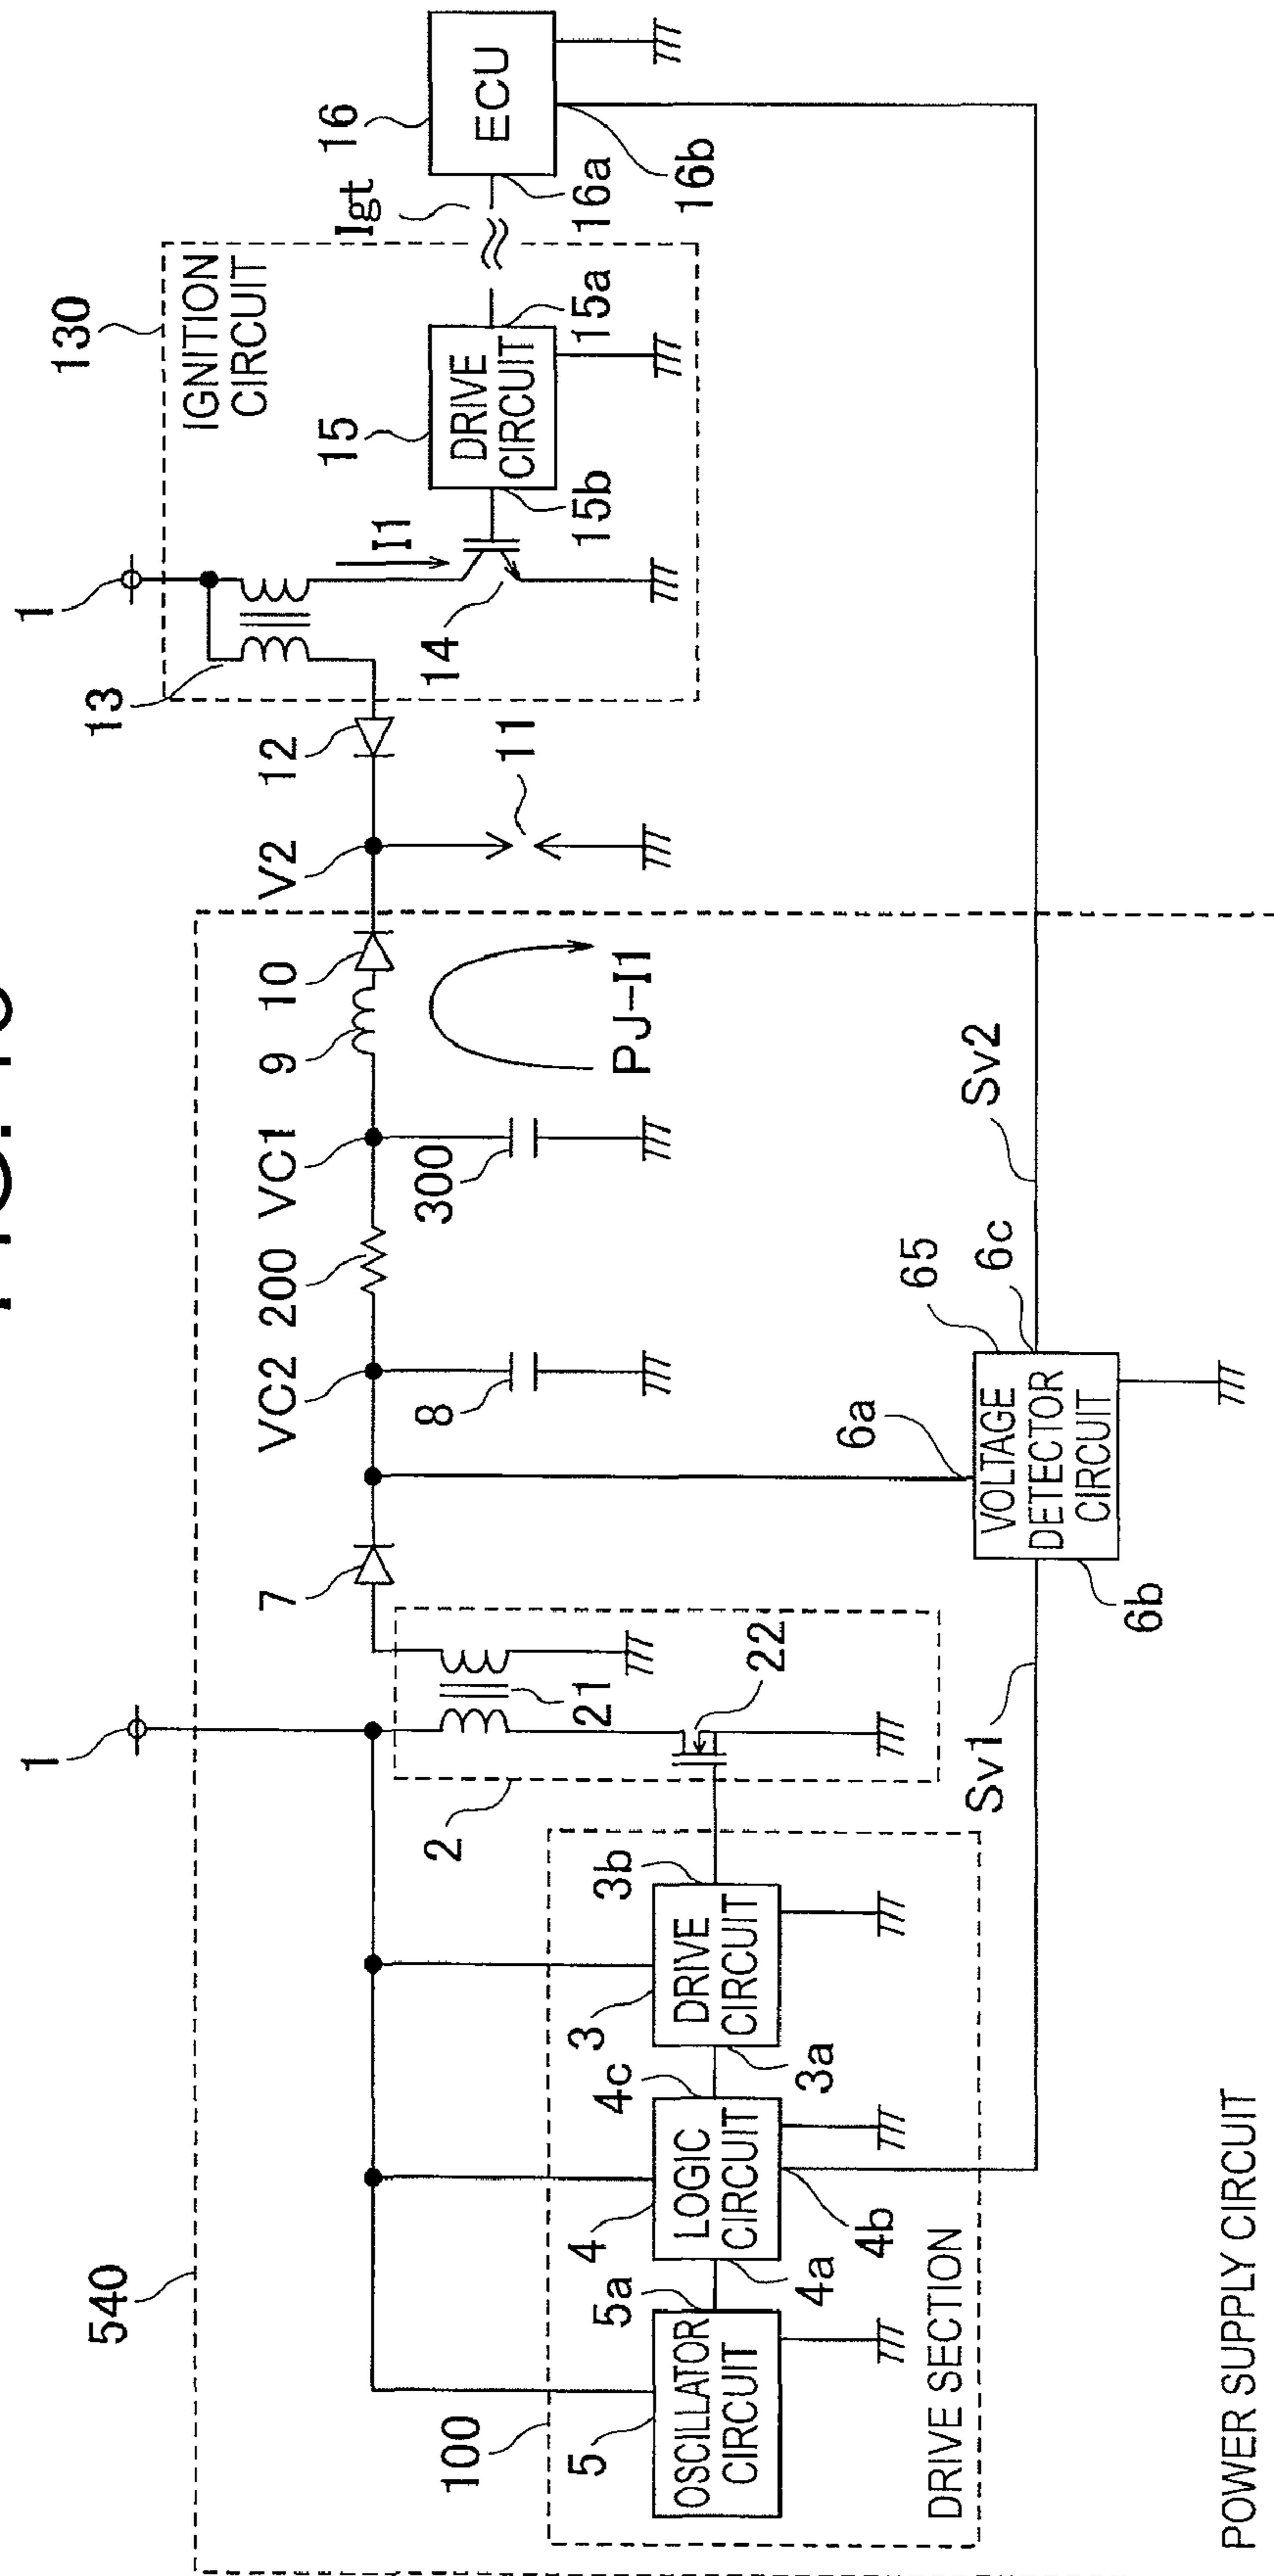 540
1
1
130
IGNITION
CIRCUIT
13
I1
14
15
DRIVE
CIRCUIT
15a
15b
Igt
16
ECU
16a
16b
7
VC2
200
VC1
9
10
V2
12
11
8
300
PJ-I1
2
21
22
100
5
OSCILLATOR
CIRCUIT
5a
4
LOGIC
CIRCUIT
4a
4b
4c
3
DRIVE
CIRCUIT
3a
3b
DRIVE SECTION
Sv1
6a
65
VOLTAGE
DETECTOR
CIRCUIT
6b
6c
Sv2
POWER SUPPLY CIRCUIT